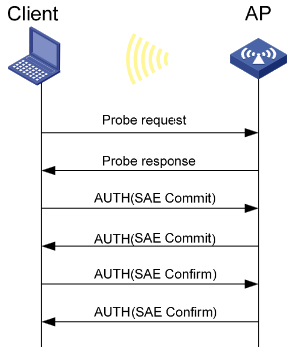 Client
AP
Probe request
Probe response
AUTH(SAE Commit)
AUTH(SAE Commit)
AUTH(SAE Confirm)
AUTH(SAE Confirm)